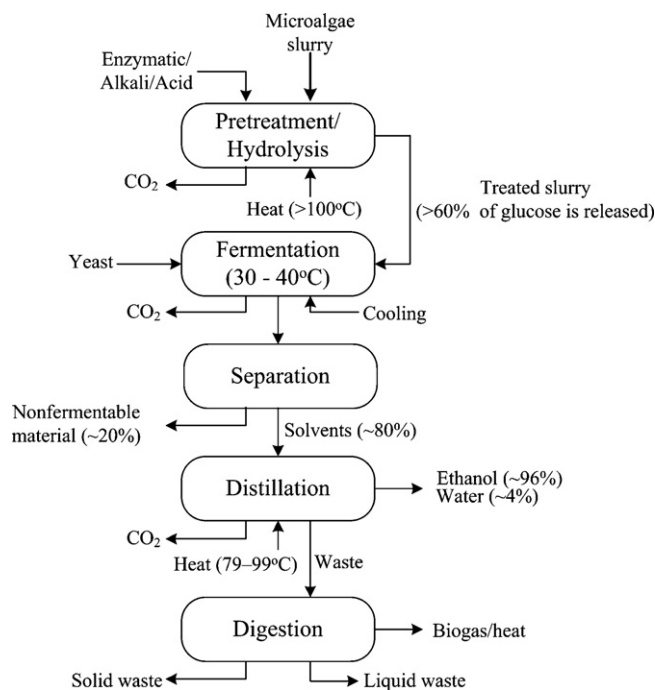 Microalgae
slurry
Enzymatic/
Alkali/Acid
Pretreatment/
Hydrolysis
CO₂
Heat (>100°C)
Treated slurry
(>60% of glucose is released)
Fermentation
(30 - 40°C)
Yeast
CO₂
Cooling
Separation
Nonfermentable
material (~20%)
Solvents (~80%)
Distillation
Ethanol (~96%)
Water (~4%)
CO₂
Heat (79–99°C)
Waste
Digestion
Biogas/heat
Solid waste
Liquid waste